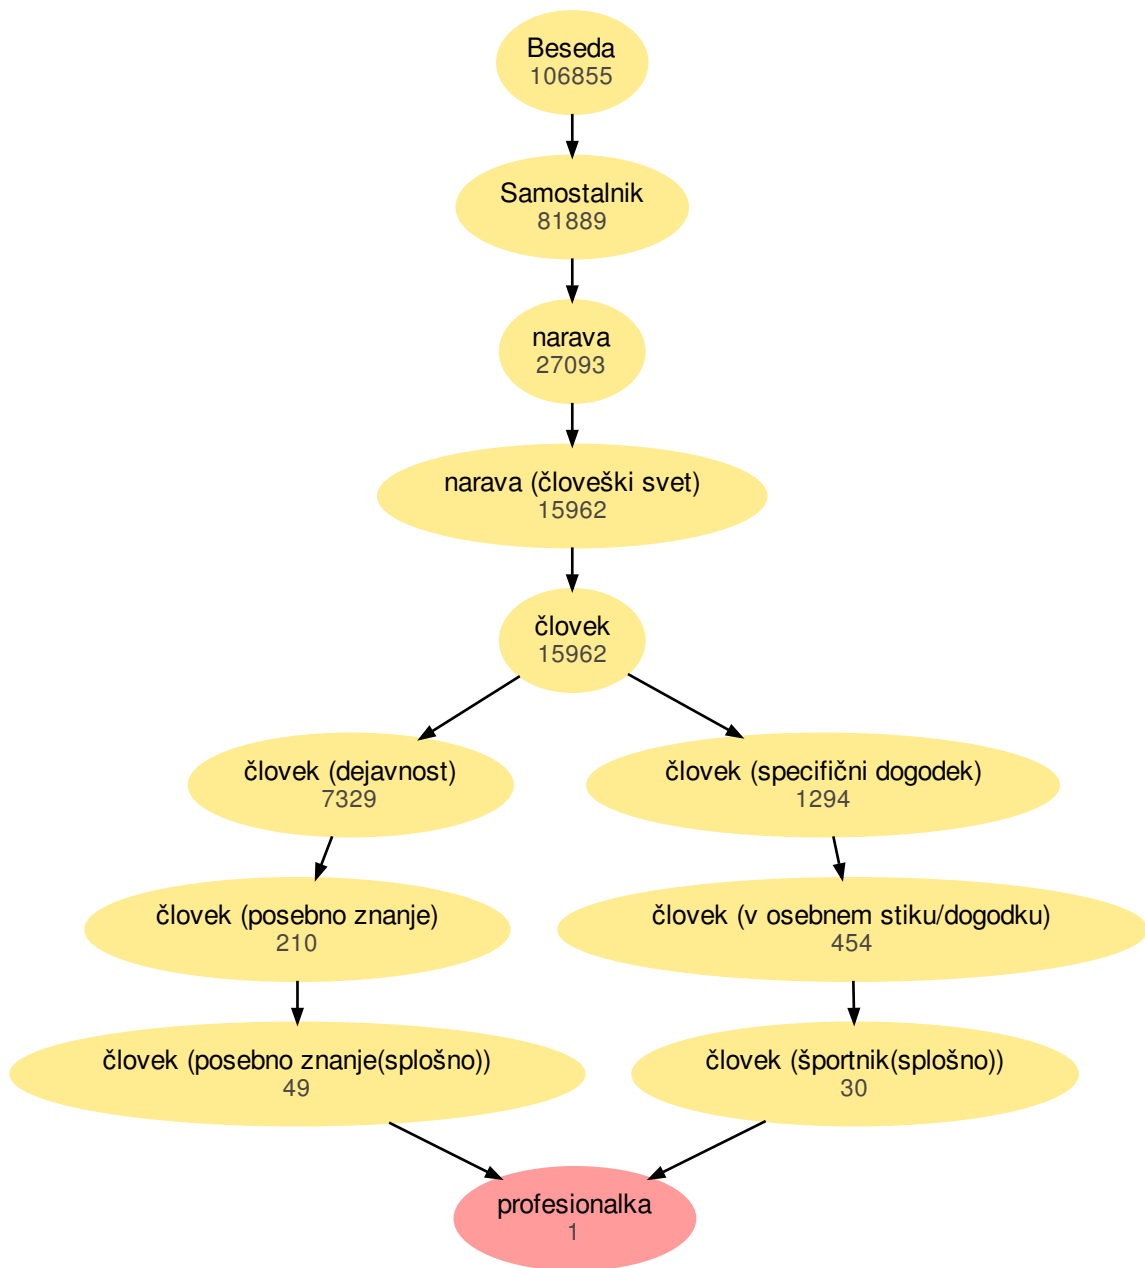 Beseda
106855
Samostalnik
81889
narava
27093
narava (človeški svet)
15962
človek
15962
človek (dejavnost)
7329
človek (specifični dogodek)
1294
človek (posebno znanje)
210
človek (v osebnem stiku/dogodku)
454
človek (posebno znanje(splošno))
49
človek (športnik(splošno))
30
profesionalka
1